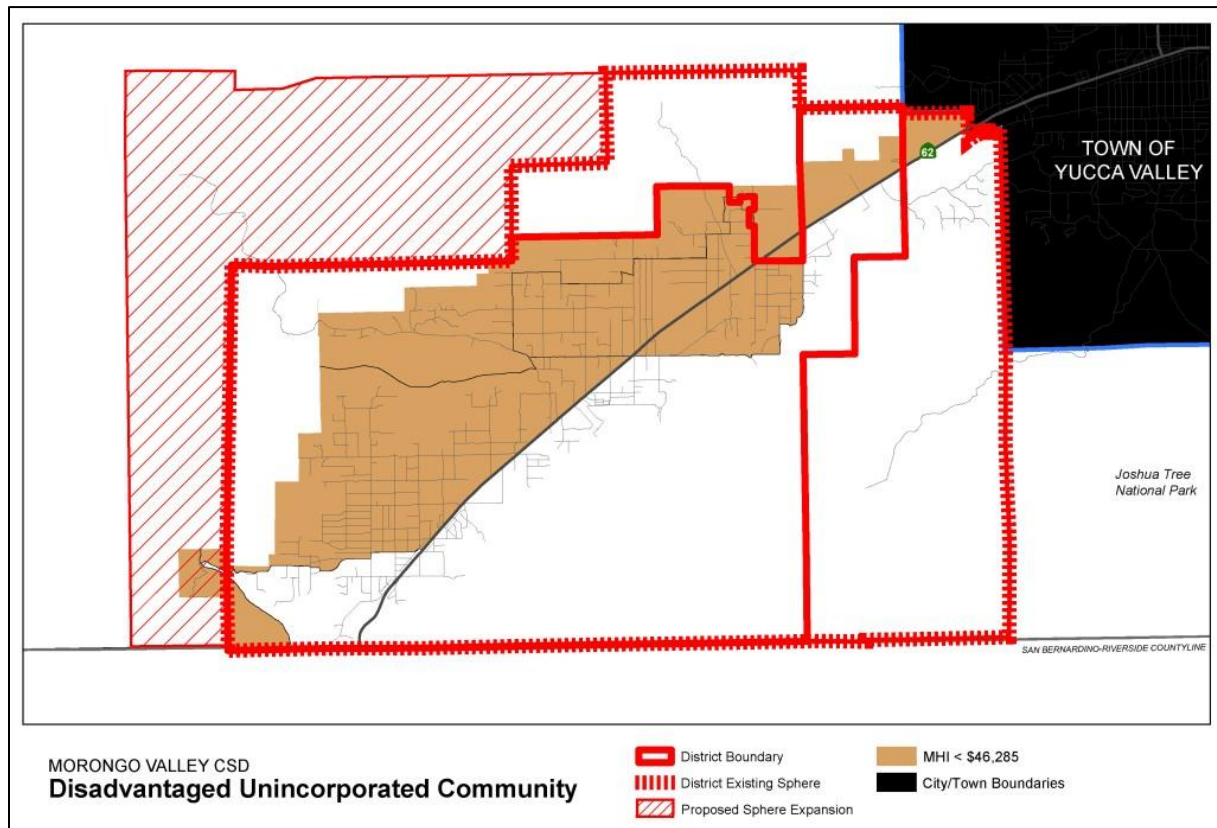 62
TOWN OF
YUCCA VALLEY
Joshua Tree
National Park
SAN BERNARDINO-RIVERSIDE COUNTYLINE
MORONGO VALLEY CSD
Disadvantaged Unincorporated Community
District Boundary
District Existing Sphere
Proposed Sphere Expansion
MHI < $46,285
City/Town Boundaries